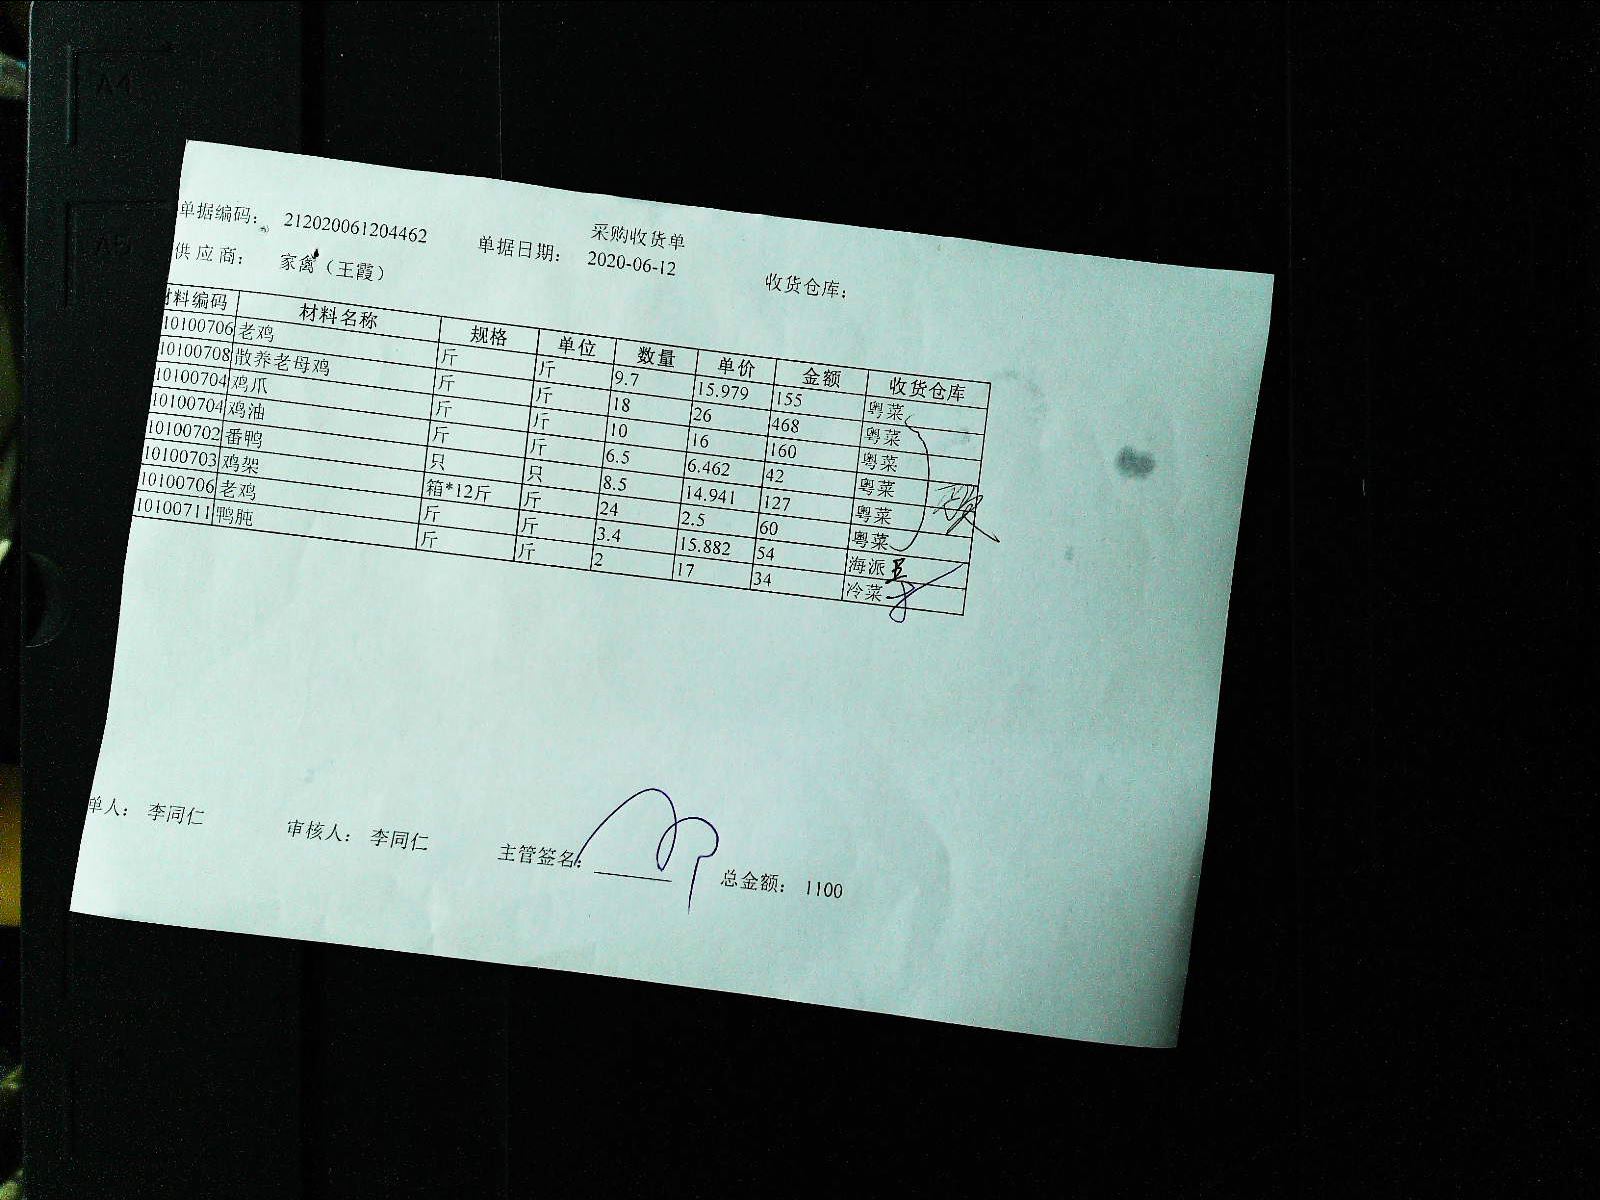 采购收货单
单据编码： 212020061204462 单据日期： 2020-06-12 收货仓库：
供应商： 家禽（王霞）
材料编码 材料名称 规格 单位 数量 单价 金额 收货仓库
10100706 老鸡 斤 斤 9.7 15.979 155 粤菜
10100708 散养老母鸡 斤 斤 18 26 468 粤菜
10100704 鸡爪 斤 斤 10 16 160 粤菜
10100704 鸡油 斤 斤 6.5 6.462 42 粤菜
10100702 番鸭 只 只 8.5 14.941 127 粤菜
10100703 鸡架 箱*12斤 斤 24 2.5 60 粤菜
10100706 老鸡 斤 斤 3.4 15.882 54 海派
10100711 鸭肫 斤 斤 2 17 34 冷菜
单人： 李同仁 审核人： 李同仁 主管签名： 总金额： 1100